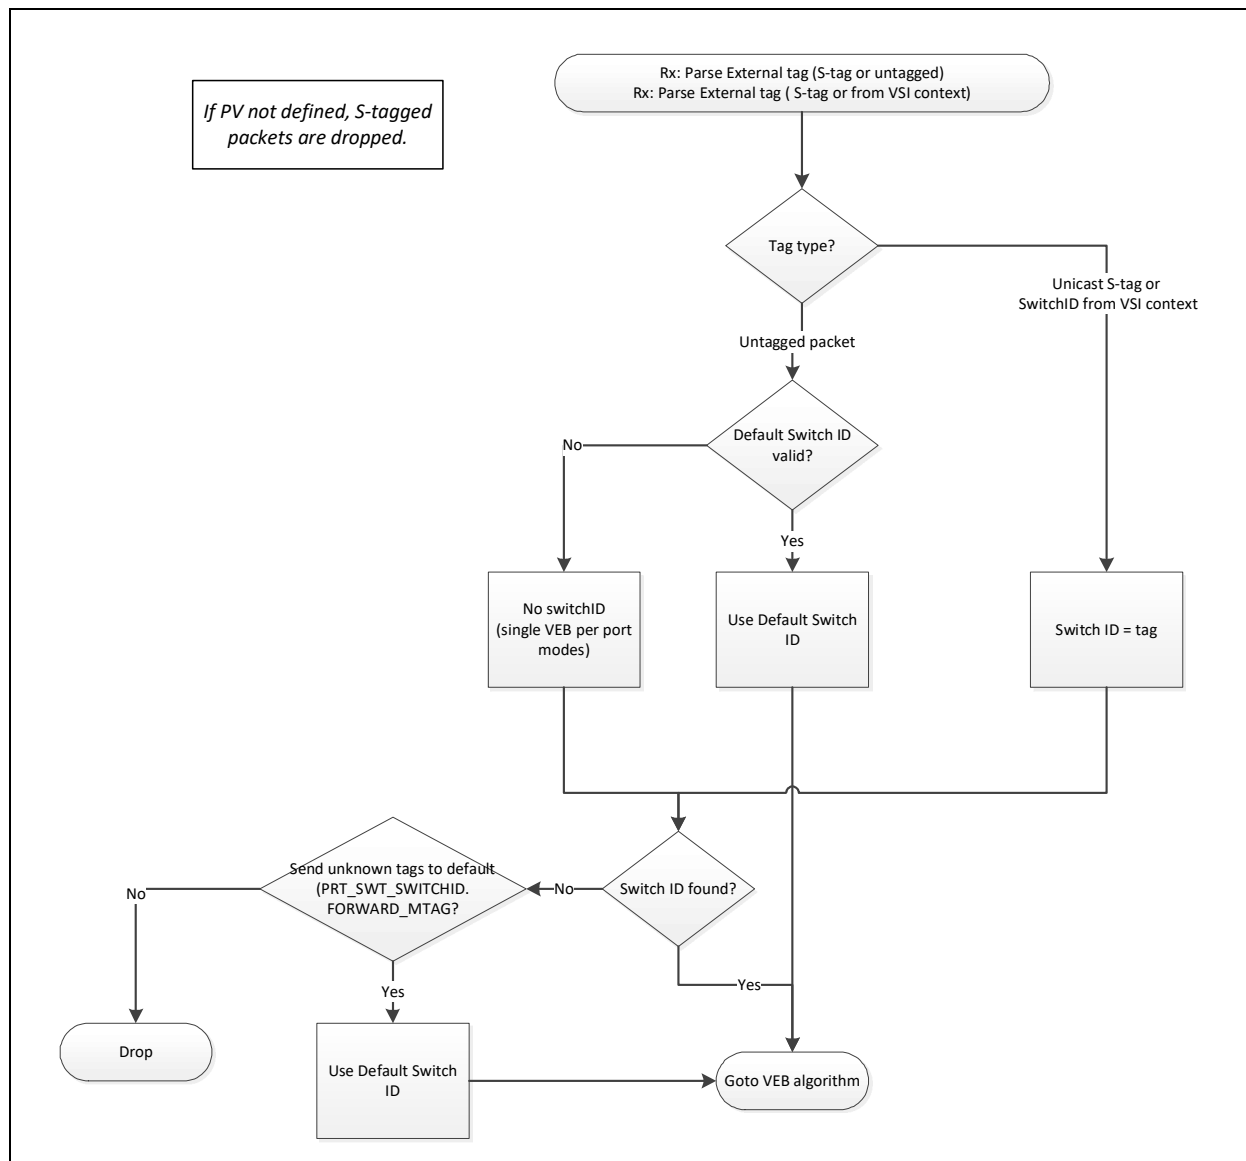 Rx: Parse External tag (S-tag or untagged)
Rx: Parse External tag ( S-tag or from VSI context)
If PV not defined, S-tagged
packets are dropped.
Tag type?
Unicast S-tag or
SwitchID from VSI context
Untagged packet
No
Default Switch ID
valid?
Yes
No switchID
(single VEB per port
modes)
Use Default Switch
ID
Switch ID = tag
Send unknown tags to default
(PRT_SWT_SWITCHID.
FORWARD_MTAG?
No
No
Switch ID found?
Yes
Yes
Drop
Use Default Switch
ID
Goto VEB algorithm